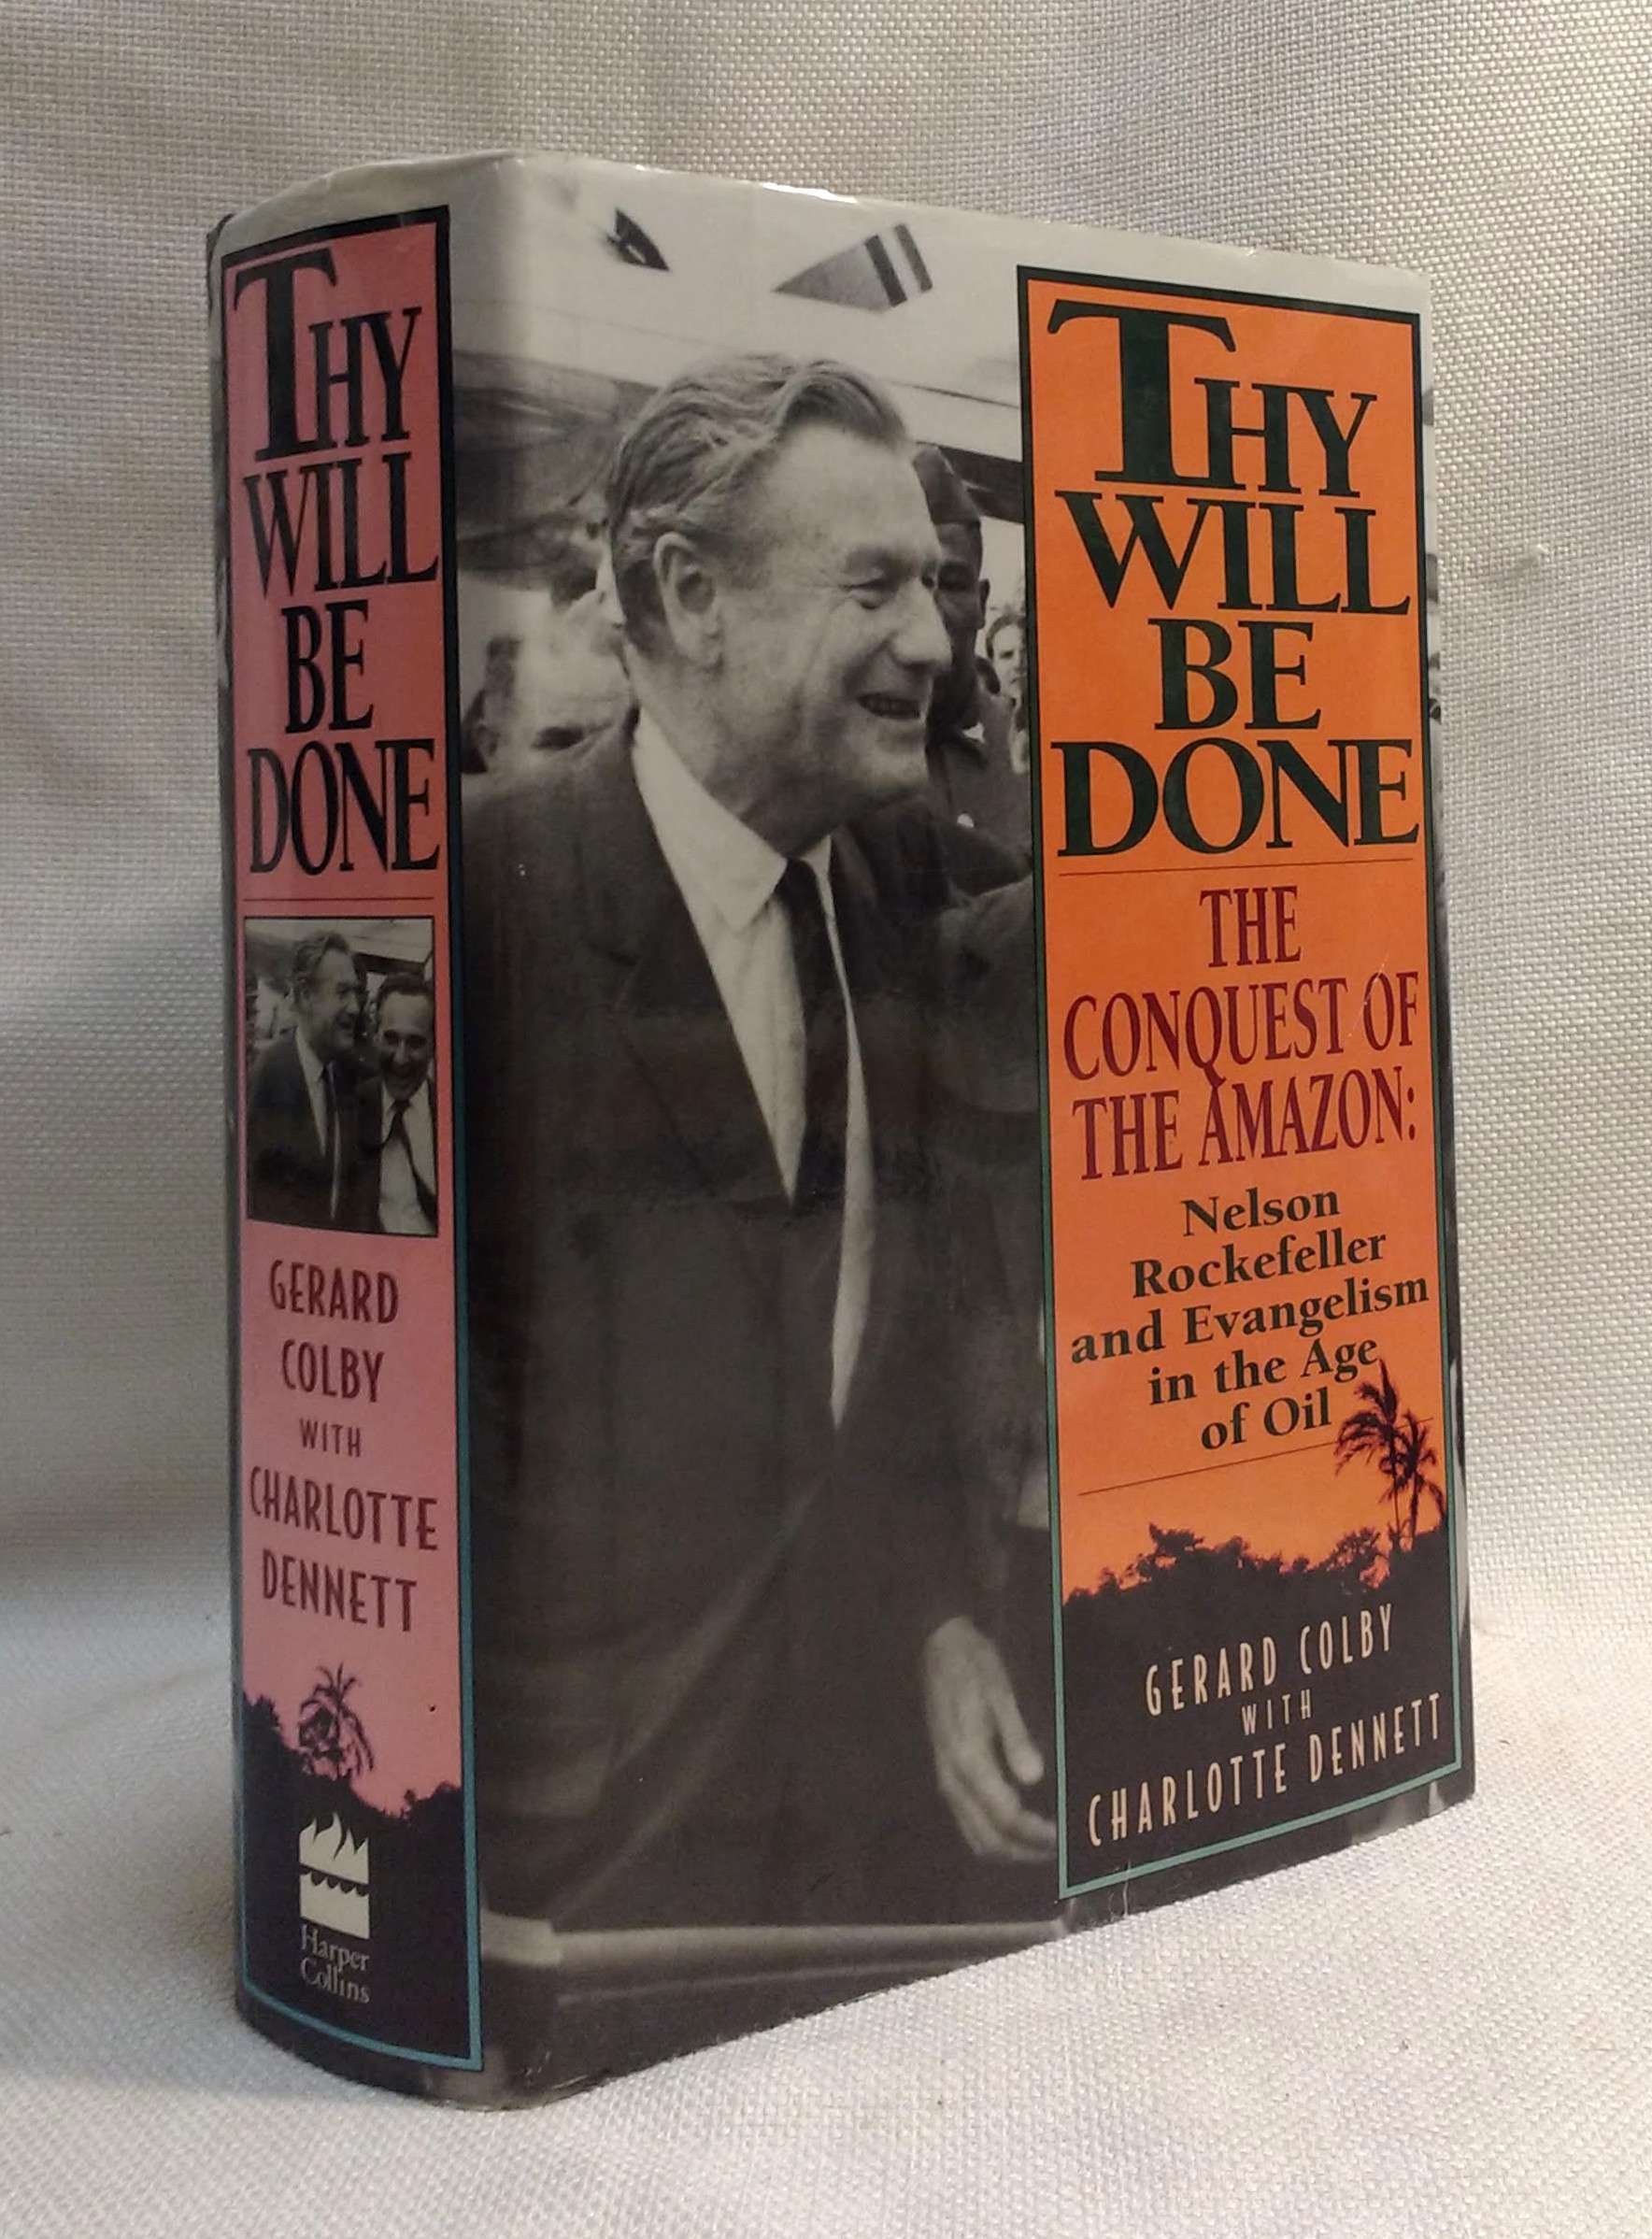 THY
WILL
BE
DONE
GERARD
COLBY
WITH
CHARLOTTE
DENNETT
Harper
Collins
THY
WILL
BE
DONE
THE
CONQUEST OF
THE AMAZON:
Nelson
Rockefeller
and Evangelism
in the Age
of Oil
GERARD COLBY
WITH
CHARLOTTE DENNETT